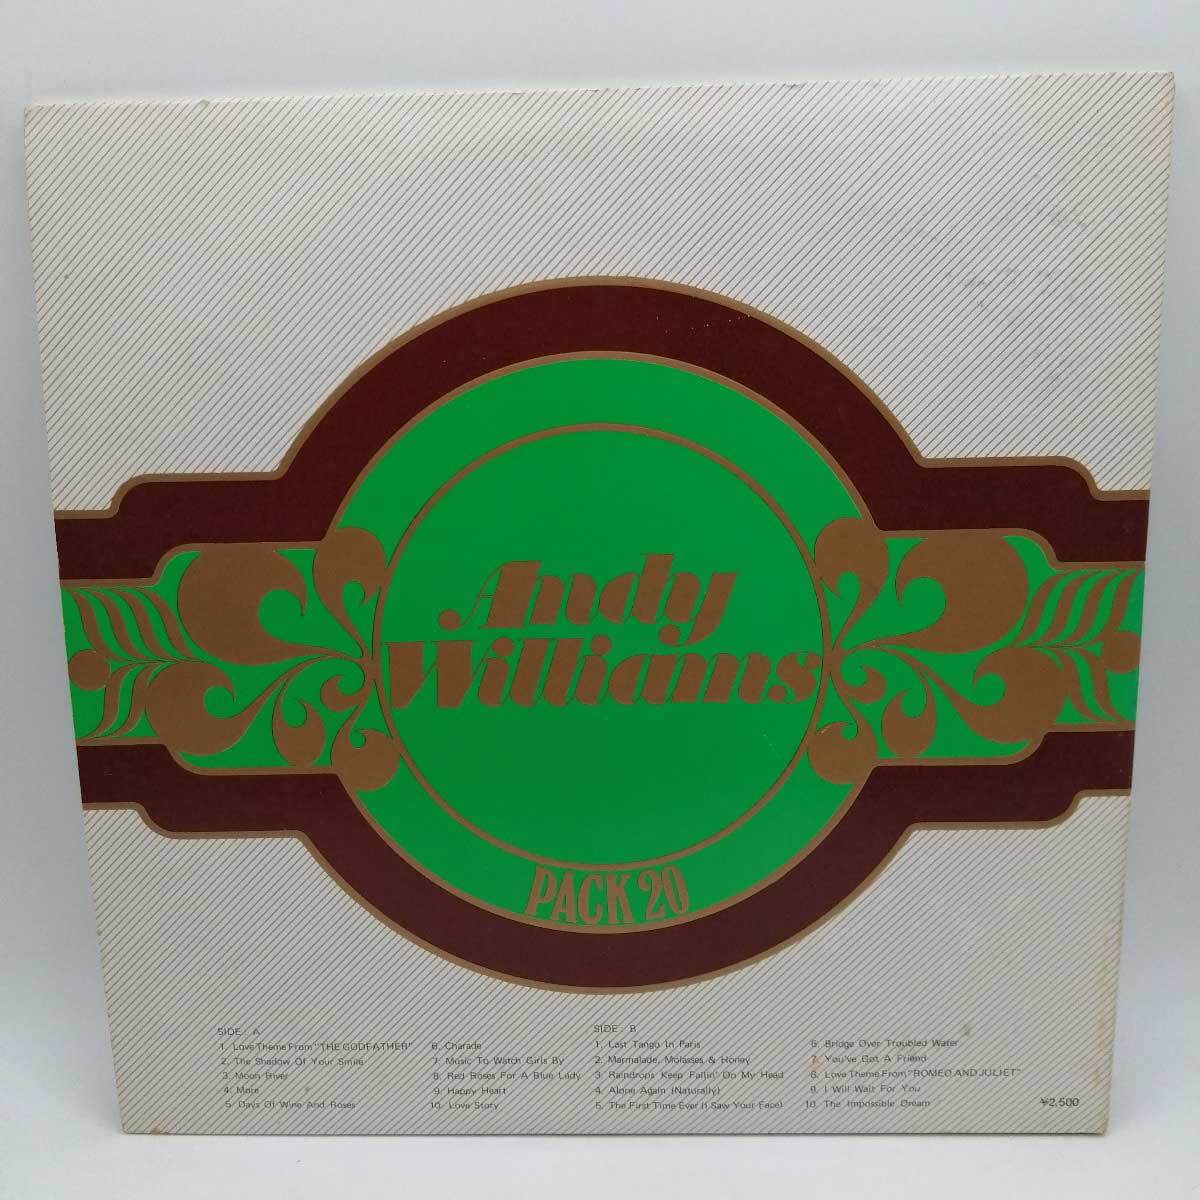 Andy
Williams
PACK 20
SIDE : A
1. Love Theme From "THE GODFATHER"
2. The Shadow Of Your Smile
3. Moon River
4. More
5. Days Of Wine And Roses
6. Charade
7. Music To Watch Girls By
8. Red Roses For A Blue Lady
9. Happy Heart
10. Love Story
SIDE : B
1. Last Tango In Paris
2. Marmalade, Molasses & Honey
3. Raindrops Keep Fallin' On My Head
4. Alone Again (Naturally)
5. The First Time Ever (I Saw Your Face)
6. Bridge Over Troubled Water
7. You've Got A Friend
8. Love Theme From "ROMEO AND JULIET"
9. I Will Wait For You
10. The Impossible Dream
¥2,500